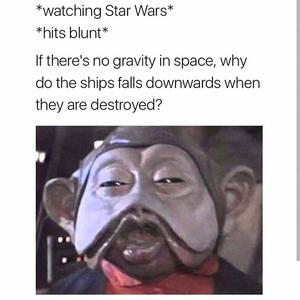 *watching Star Wars*
*hits blunt*
If there's no gravity in space, why
do the ships falls downwards when
they are destroyed?